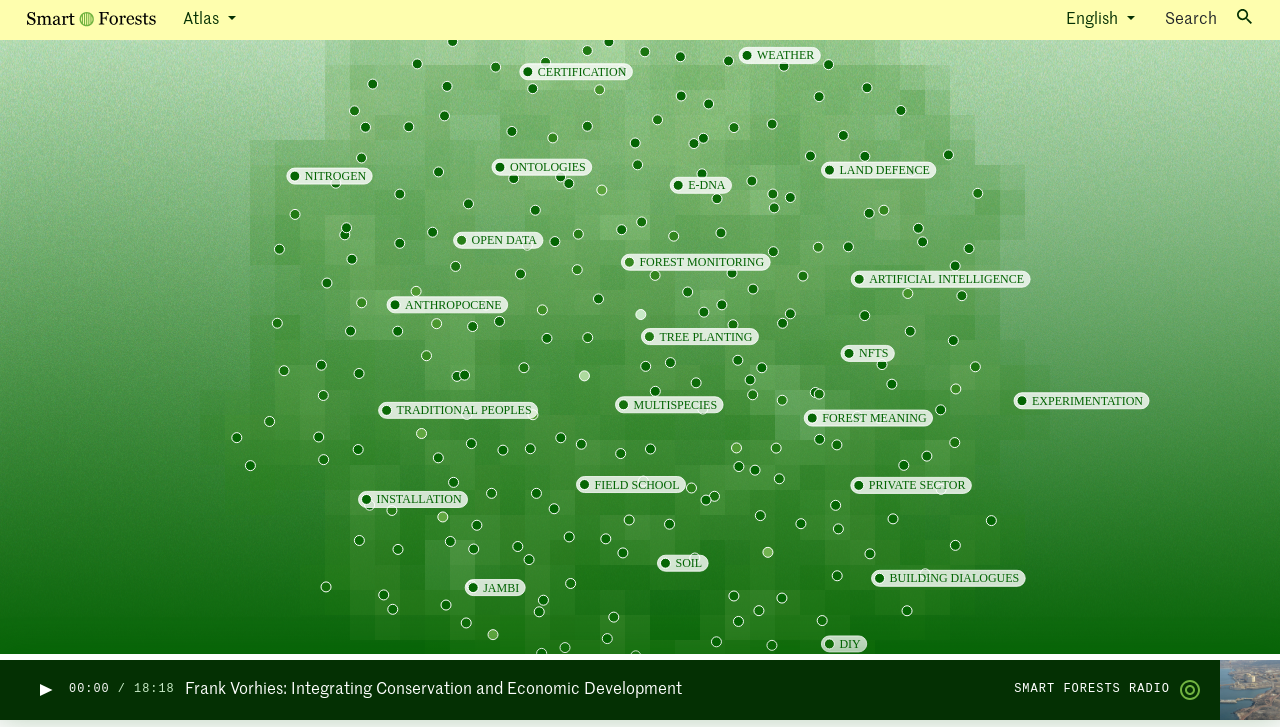 Smart Forests Atlas English Search
WEATHER
CERTIFICATION
ONTOLOGIES
LAND DEFENCE
NITROGEN
E-DNA
OPEN DATA
FOREST MONITORING
ARTIFICIAL INTELLIGENCE
ANTHROPOCENE
TREE PLANTING
NFTS
EXPERIMENTATION
MULTISPECIES
TRADITIONAL PEOPLES
FOREST MEANING
FIELD SCHOOL
PRIVATE SECTOR
INSTALLATION
SOIL
BUILDING DIALOGUES
JAMBI
DIY
00:00 / 18:18 Frank Vorhies: Integrating Conservation and Economic Development SMART FORESTS RADIO